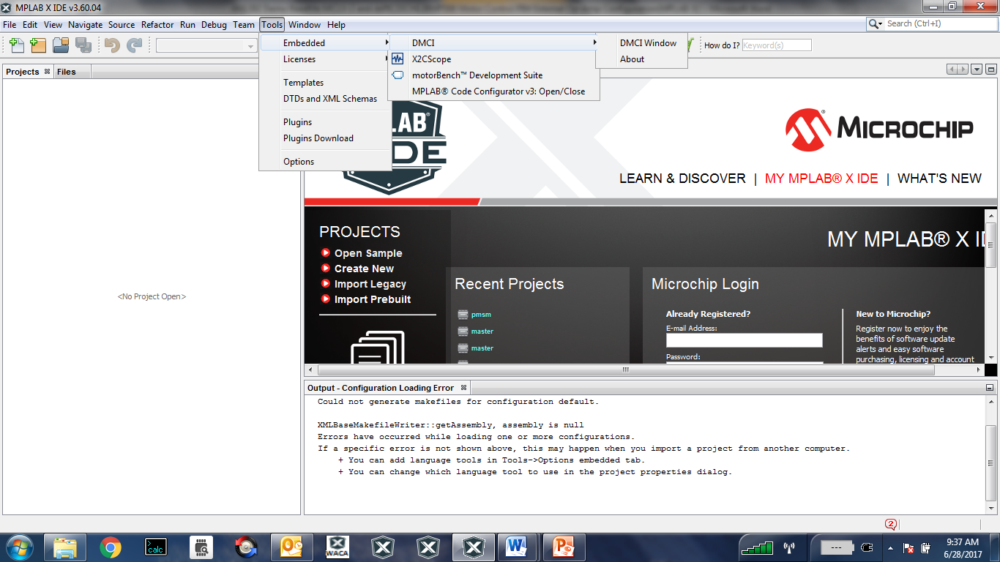 MPLAB X IDE v3.60.04
File Edit View Navigate Source Refactor Run Debug Team Tools Window Help
Search (Ctrl+I)
How do I? Keyword(s)
Embedded
Licenses
Templates
DTDs and XML Schemas
Plugins
Plugins Download
Options
DMCI
X2CScope
motorBench™ Development Suite
MPLAB® Code Configurator v3: Open/Close
DMCI Window
About
Projects Files
<No Project Open>
LAB®
IDE
MICROCHIP
LEARN & DISCOVER | MY MPLAB® X IDE | WHAT'S NEW
PROJECTS
Open Sample
Create New
Import Legacy
Import Prebuilt
MY MPLAB® X ID
Recent Projects
pmsm
master
master
Microchip Login
Already Registered?
E-mail Address:
Password:
New to Microchip?
Register now to enjoy the
benefits of software update
alerts and easy software
purchasing, licensing and account
Output - Configuration Loading Error
Could not generate makefiles for configuration default.
XMLBaseMakefileWriter::getAssembly, assembly is null
Errors have occurred while loading one or more configurations.
If a specific error is not shown above, this may happen when you import a project from another computer.
+ You can add language tools in Tools->Options embedded tab.
+ You can change which language tool to use in the project properties dialog.
2
calc
WACA
9:37 AM
6/28/2017